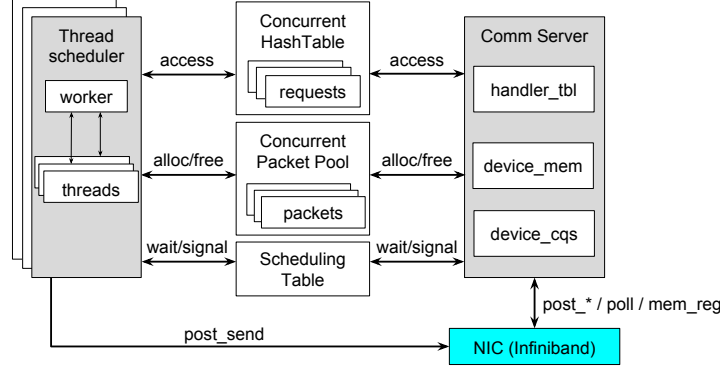 Thread
scheduler
worker
threads
access
alloc/free
wait/signal
Concurrent
HashTable
requests
Concurrent
Packet Pool
packets
Scheduling
Table
access
alloc/free
wait/signal
Comm Server
handler_tbl
device_mem
device_cqs
post_* / poll / mem_reg
post_send
NIC (Infiniband)